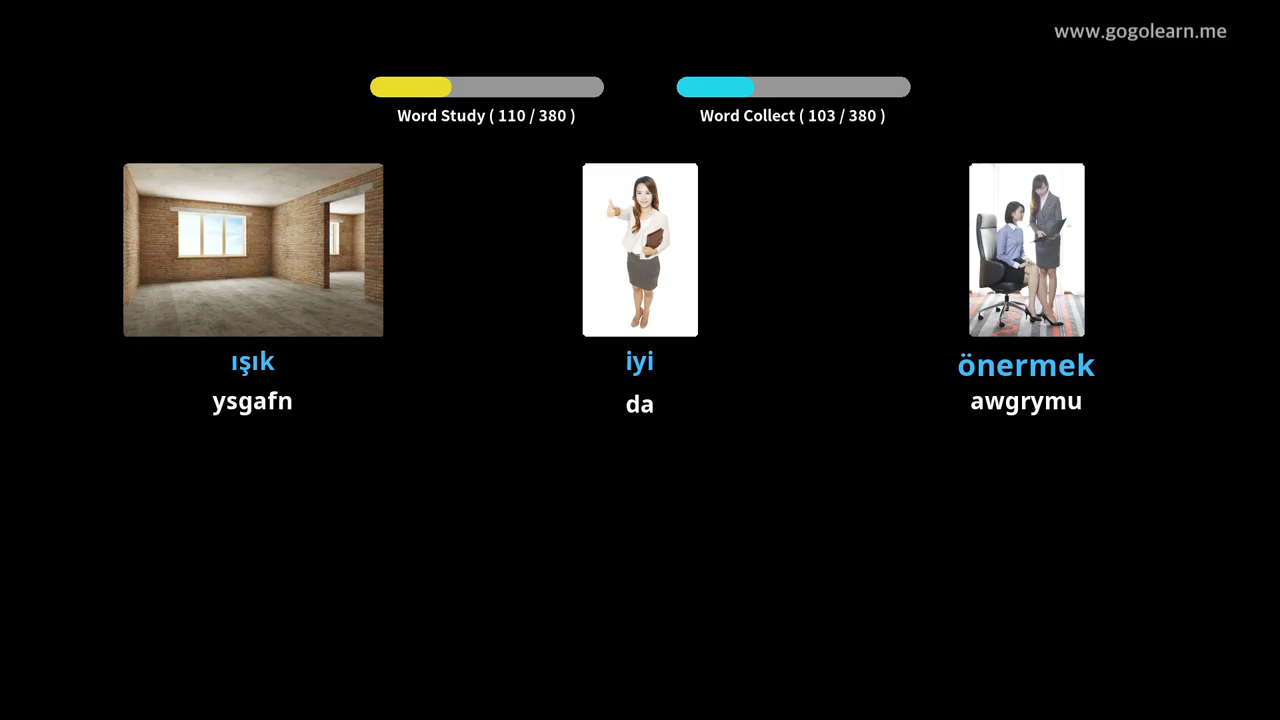 www.gogolearn.me
Word Study ( 110 / 380 )
Word Collect ( 103 / 380 )
ışık
ysgafn
iyi
da
önermek
awgrymu